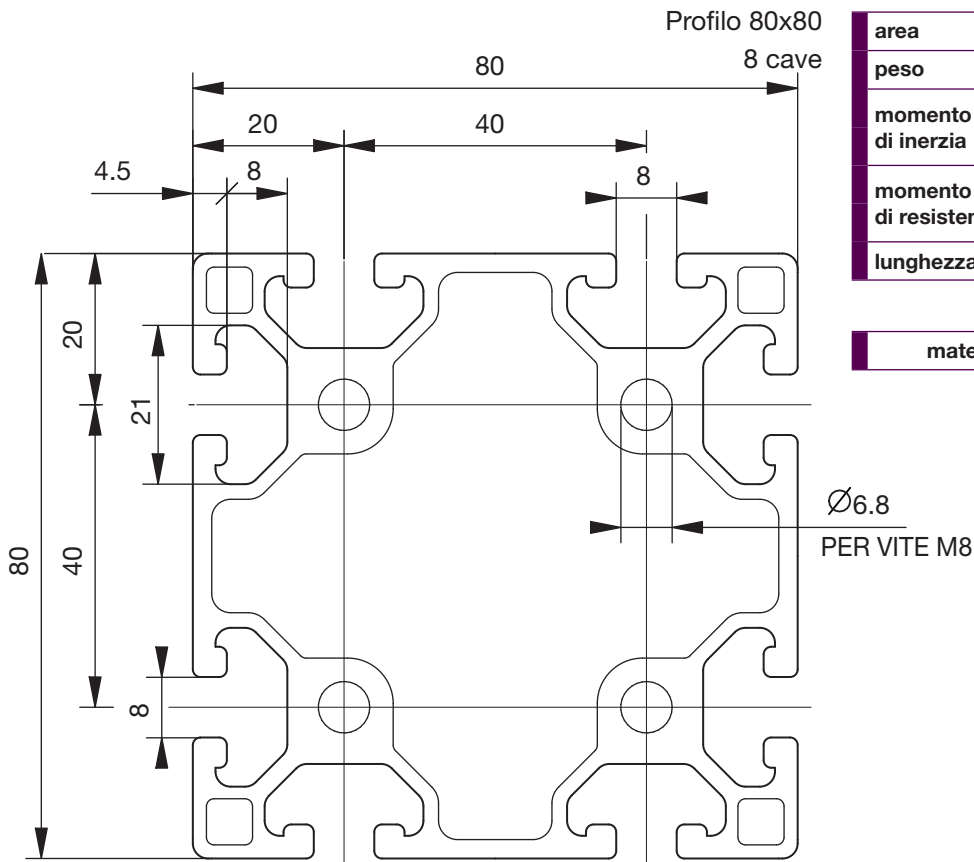 Profilo 80x80
8 cave
80
20
40
4.5
8
8
20
21
40
80
8
Ø6.8
PER VITE M8
area
peso
momento
di inerzia
momento
lunghezza